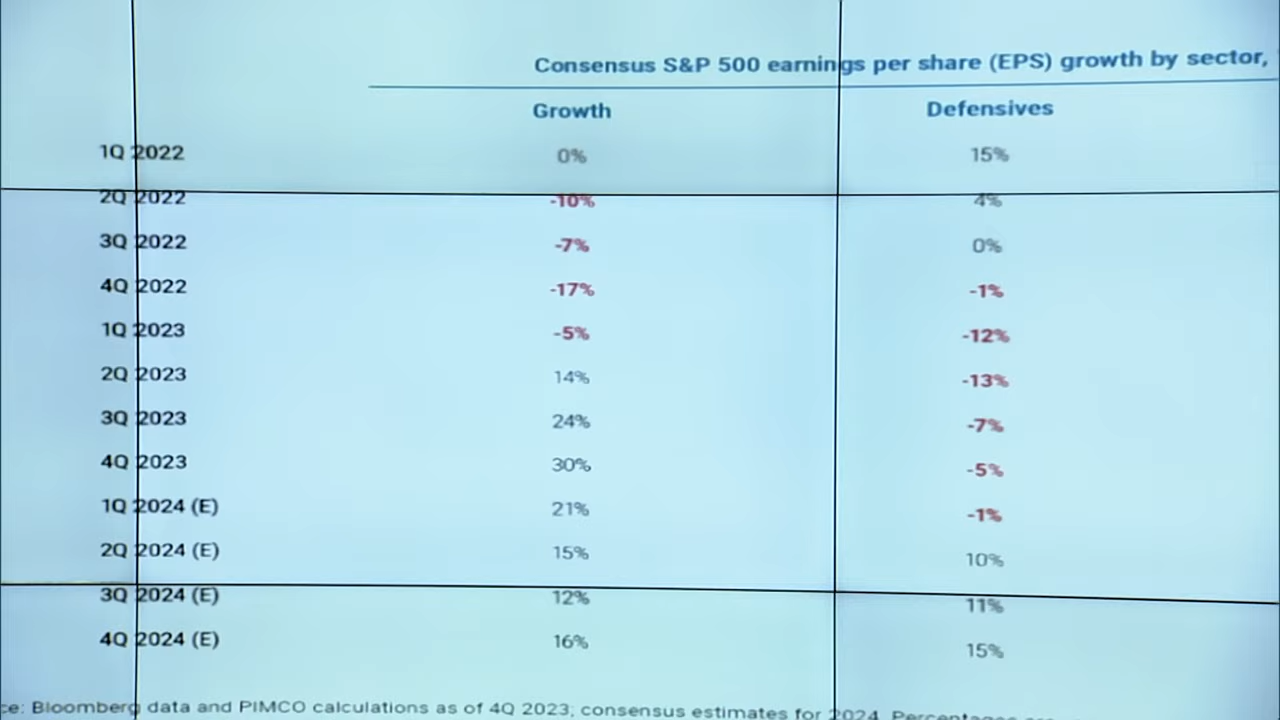 Consensus S&P 500 earnings per share (EPS) growth by sector,
Growth Defensives
1Q 2022 0% 15%
2Q 2022 -10% 4%
3Q 2022 -7% 0%
4Q 2022 -17% -1%
1Q 2023 -5% -12%
2Q 2023 14% -13%
3Q 2023 24% -7%
4Q 2023 30% -5%
1Q 2024 (E) 21% -1%
2Q 2024 (E) 15% 10%
3Q 2024 (E) 12% 11%
4Q 2024 (E) 16% 15%
ce: Bloomberg data and PIMCO calculations as of 4Q 2023; consensus estimates for 2024. Percentages